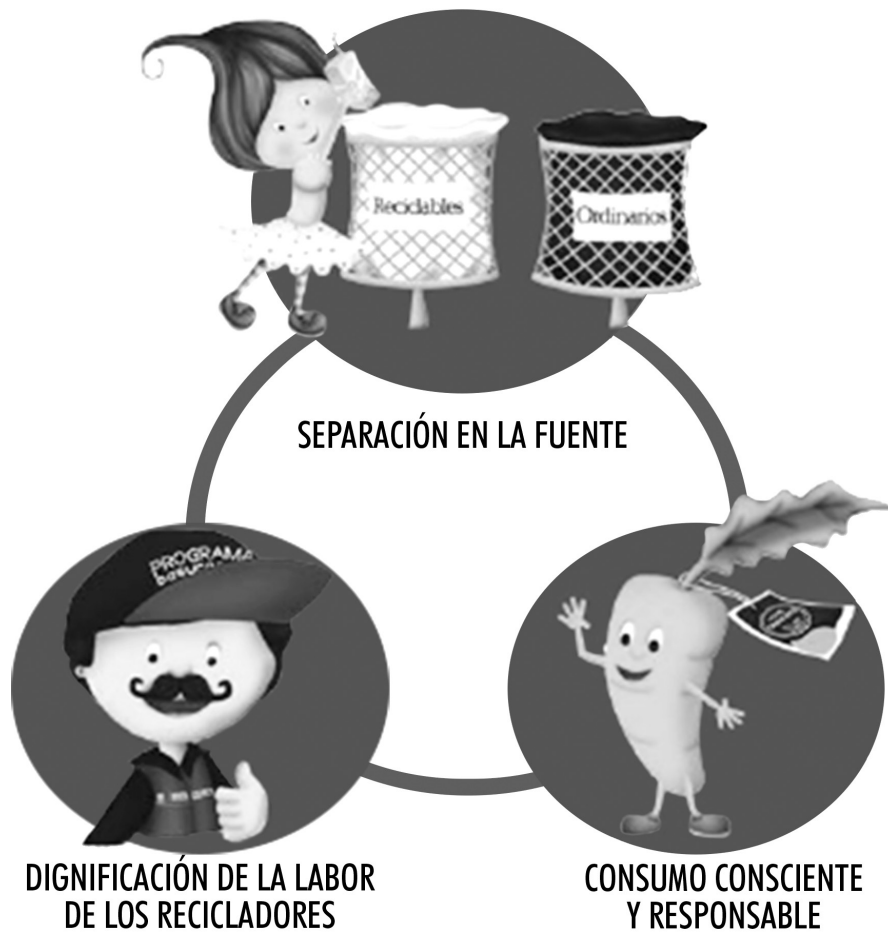 Reciclables
Ordinarios
SEPARACIÓN EN LA FUENTE
PROGRAMA
DIGNIFICACIÓN DE LA LABOR
DE LOS RECICLADORES
CONSUMO CONSCIENTE
Y RESPONSABLE